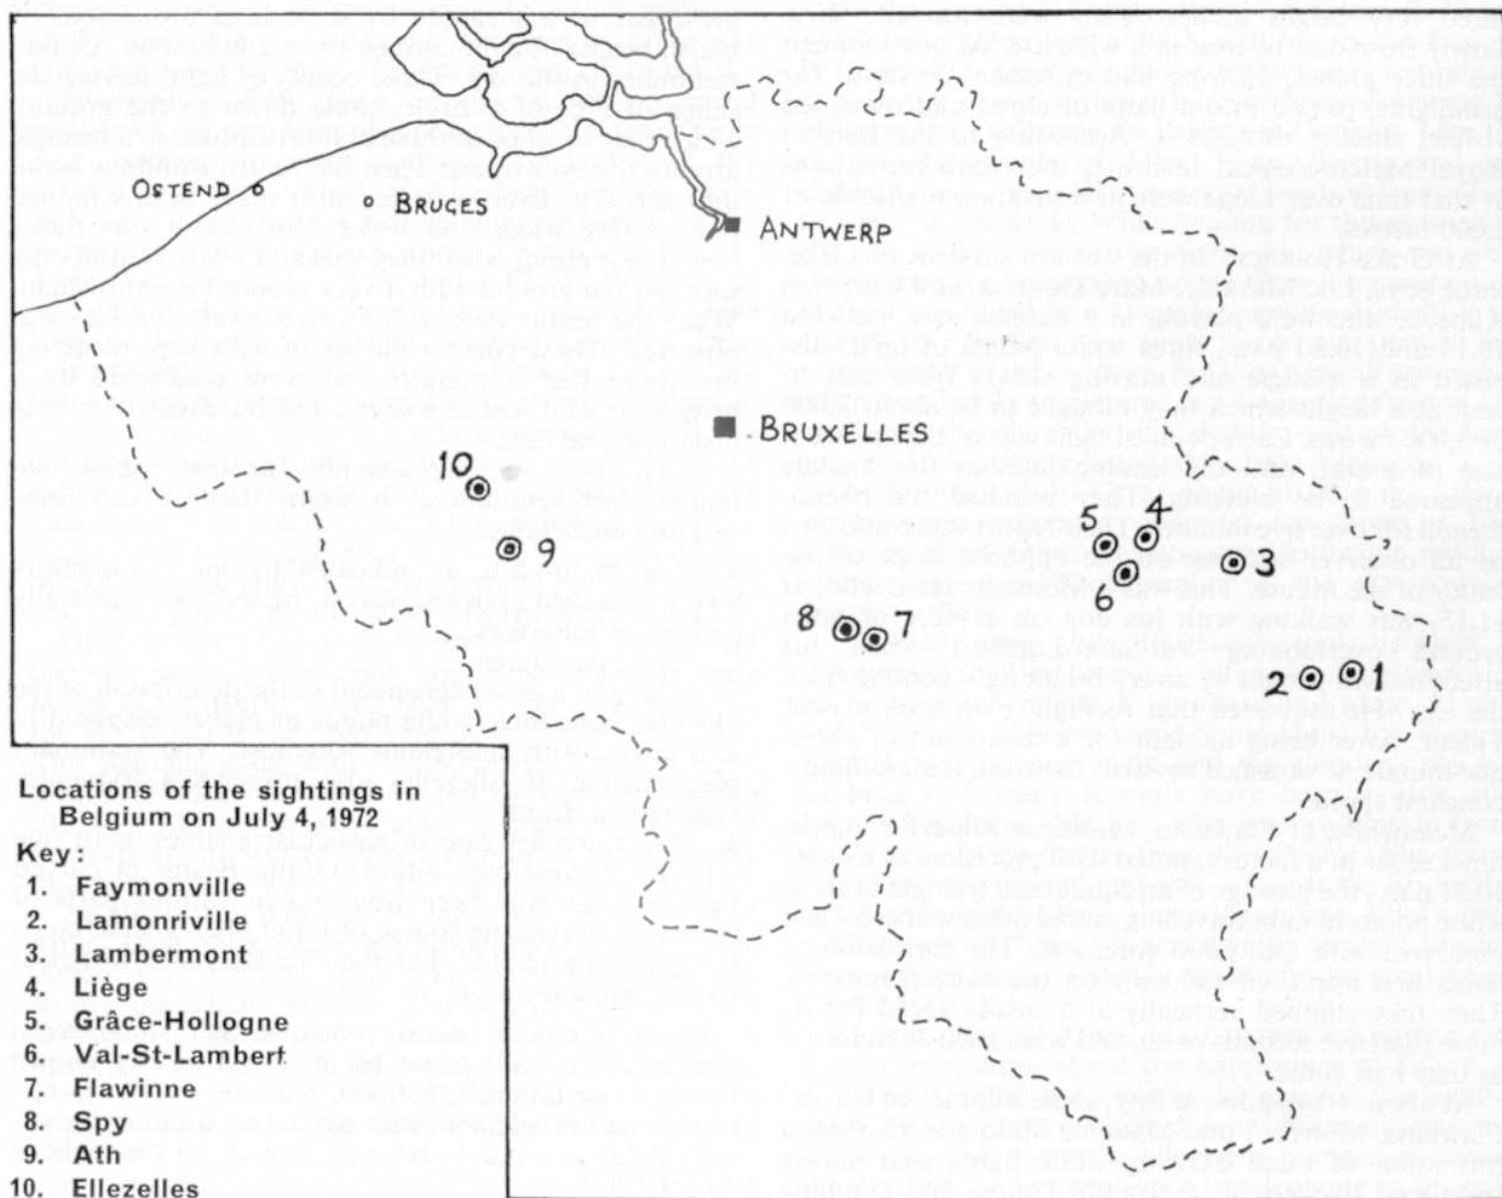 OSTEND
BRUGES
ANTWERP
BRUXELLES
10
9
5
4
3
6
8
7
2
1
Locations of the sightings in
Belgium on July 4, 1972
Key:
1. Faymonville
2. Lamonriville
3. Lambermont
4. Liège
5. Grâce-Hollogne
6. Val-St-Lambert
7. Flawinne
8. Spy
9. Ath
10. Ellezelles